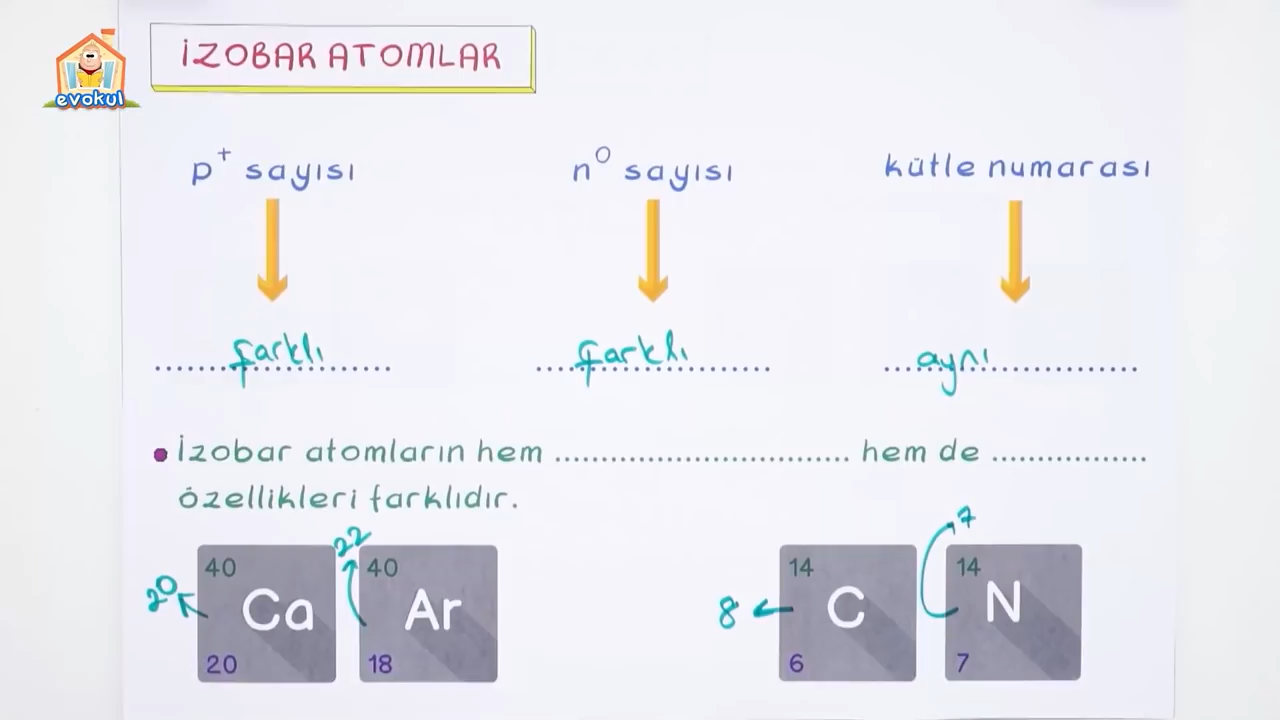 evokul
İZOBAR ATOMLAR
p+ sayısı
n0 sayısı
kütle numarası
farklı
farklı
aynı
• İzobar atomların hem .............................. hem de ................
özellikleri farklıdır.
20
22
8
7
40
Ca
20
40
Ar
18
14
C
6
14
N
7